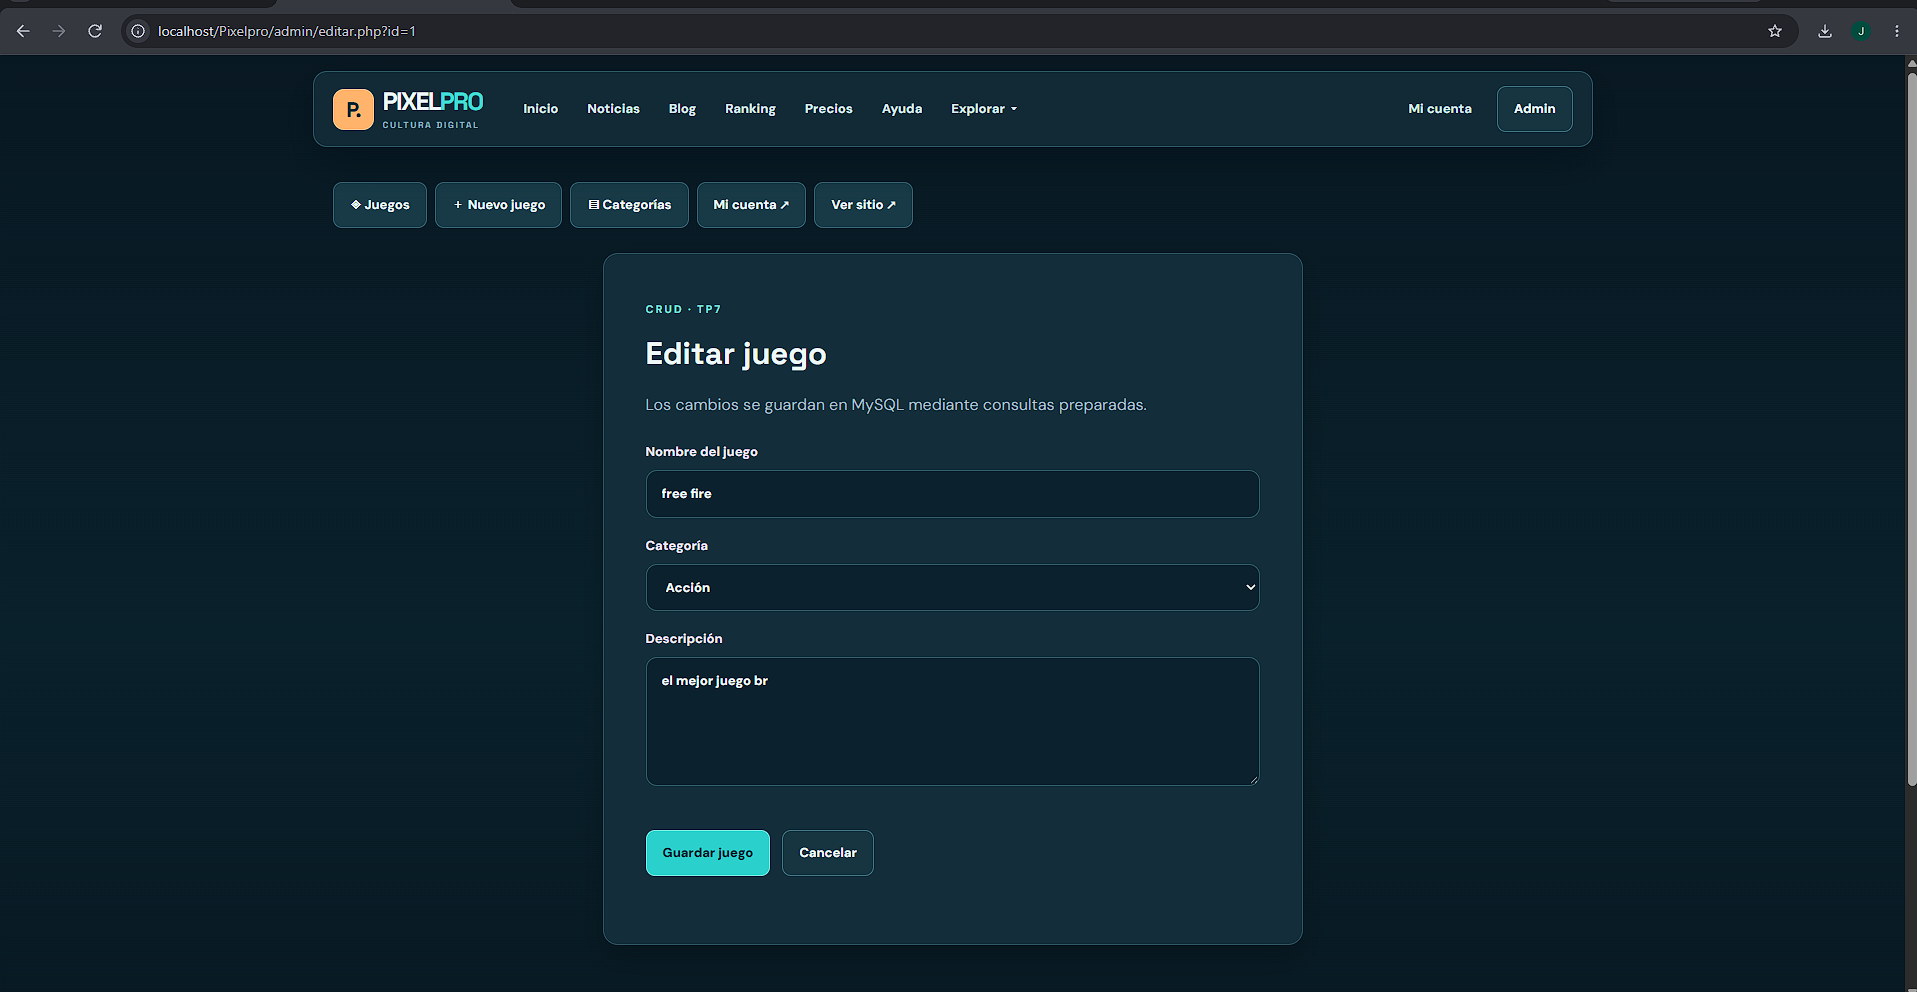 localhost/Pixelpro/admin/editar.php?id=1
J
P.
PIXELPRO
CULTURA DIGITAL
Inicio
Noticias
Blog
Ranking
Precios
Ayuda
Explorar
Mi cuenta
Admin
Juegos
+ Nuevo juego
Categorías
Mi cuenta ↗
Ver sitio ↗
CRUD · TP7
Editar juego
Los cambios se guardan en MySQL mediante consultas preparadas.
Nombre del juego
free fire
Categoría
Acción
Descripción
el mejor juego br
Guardar juego
Cancelar